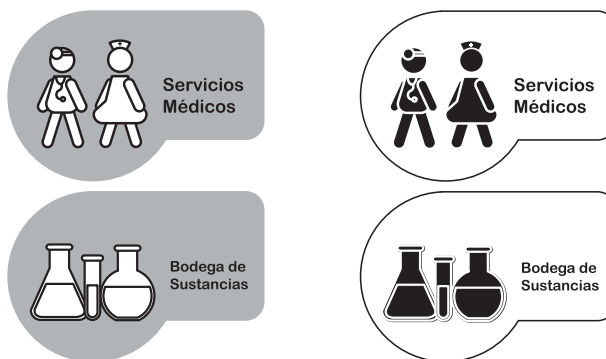 Servicios
Médicos
Servicios
Médicos
Bodega de
Sustancias
Bodega de
Sustancias